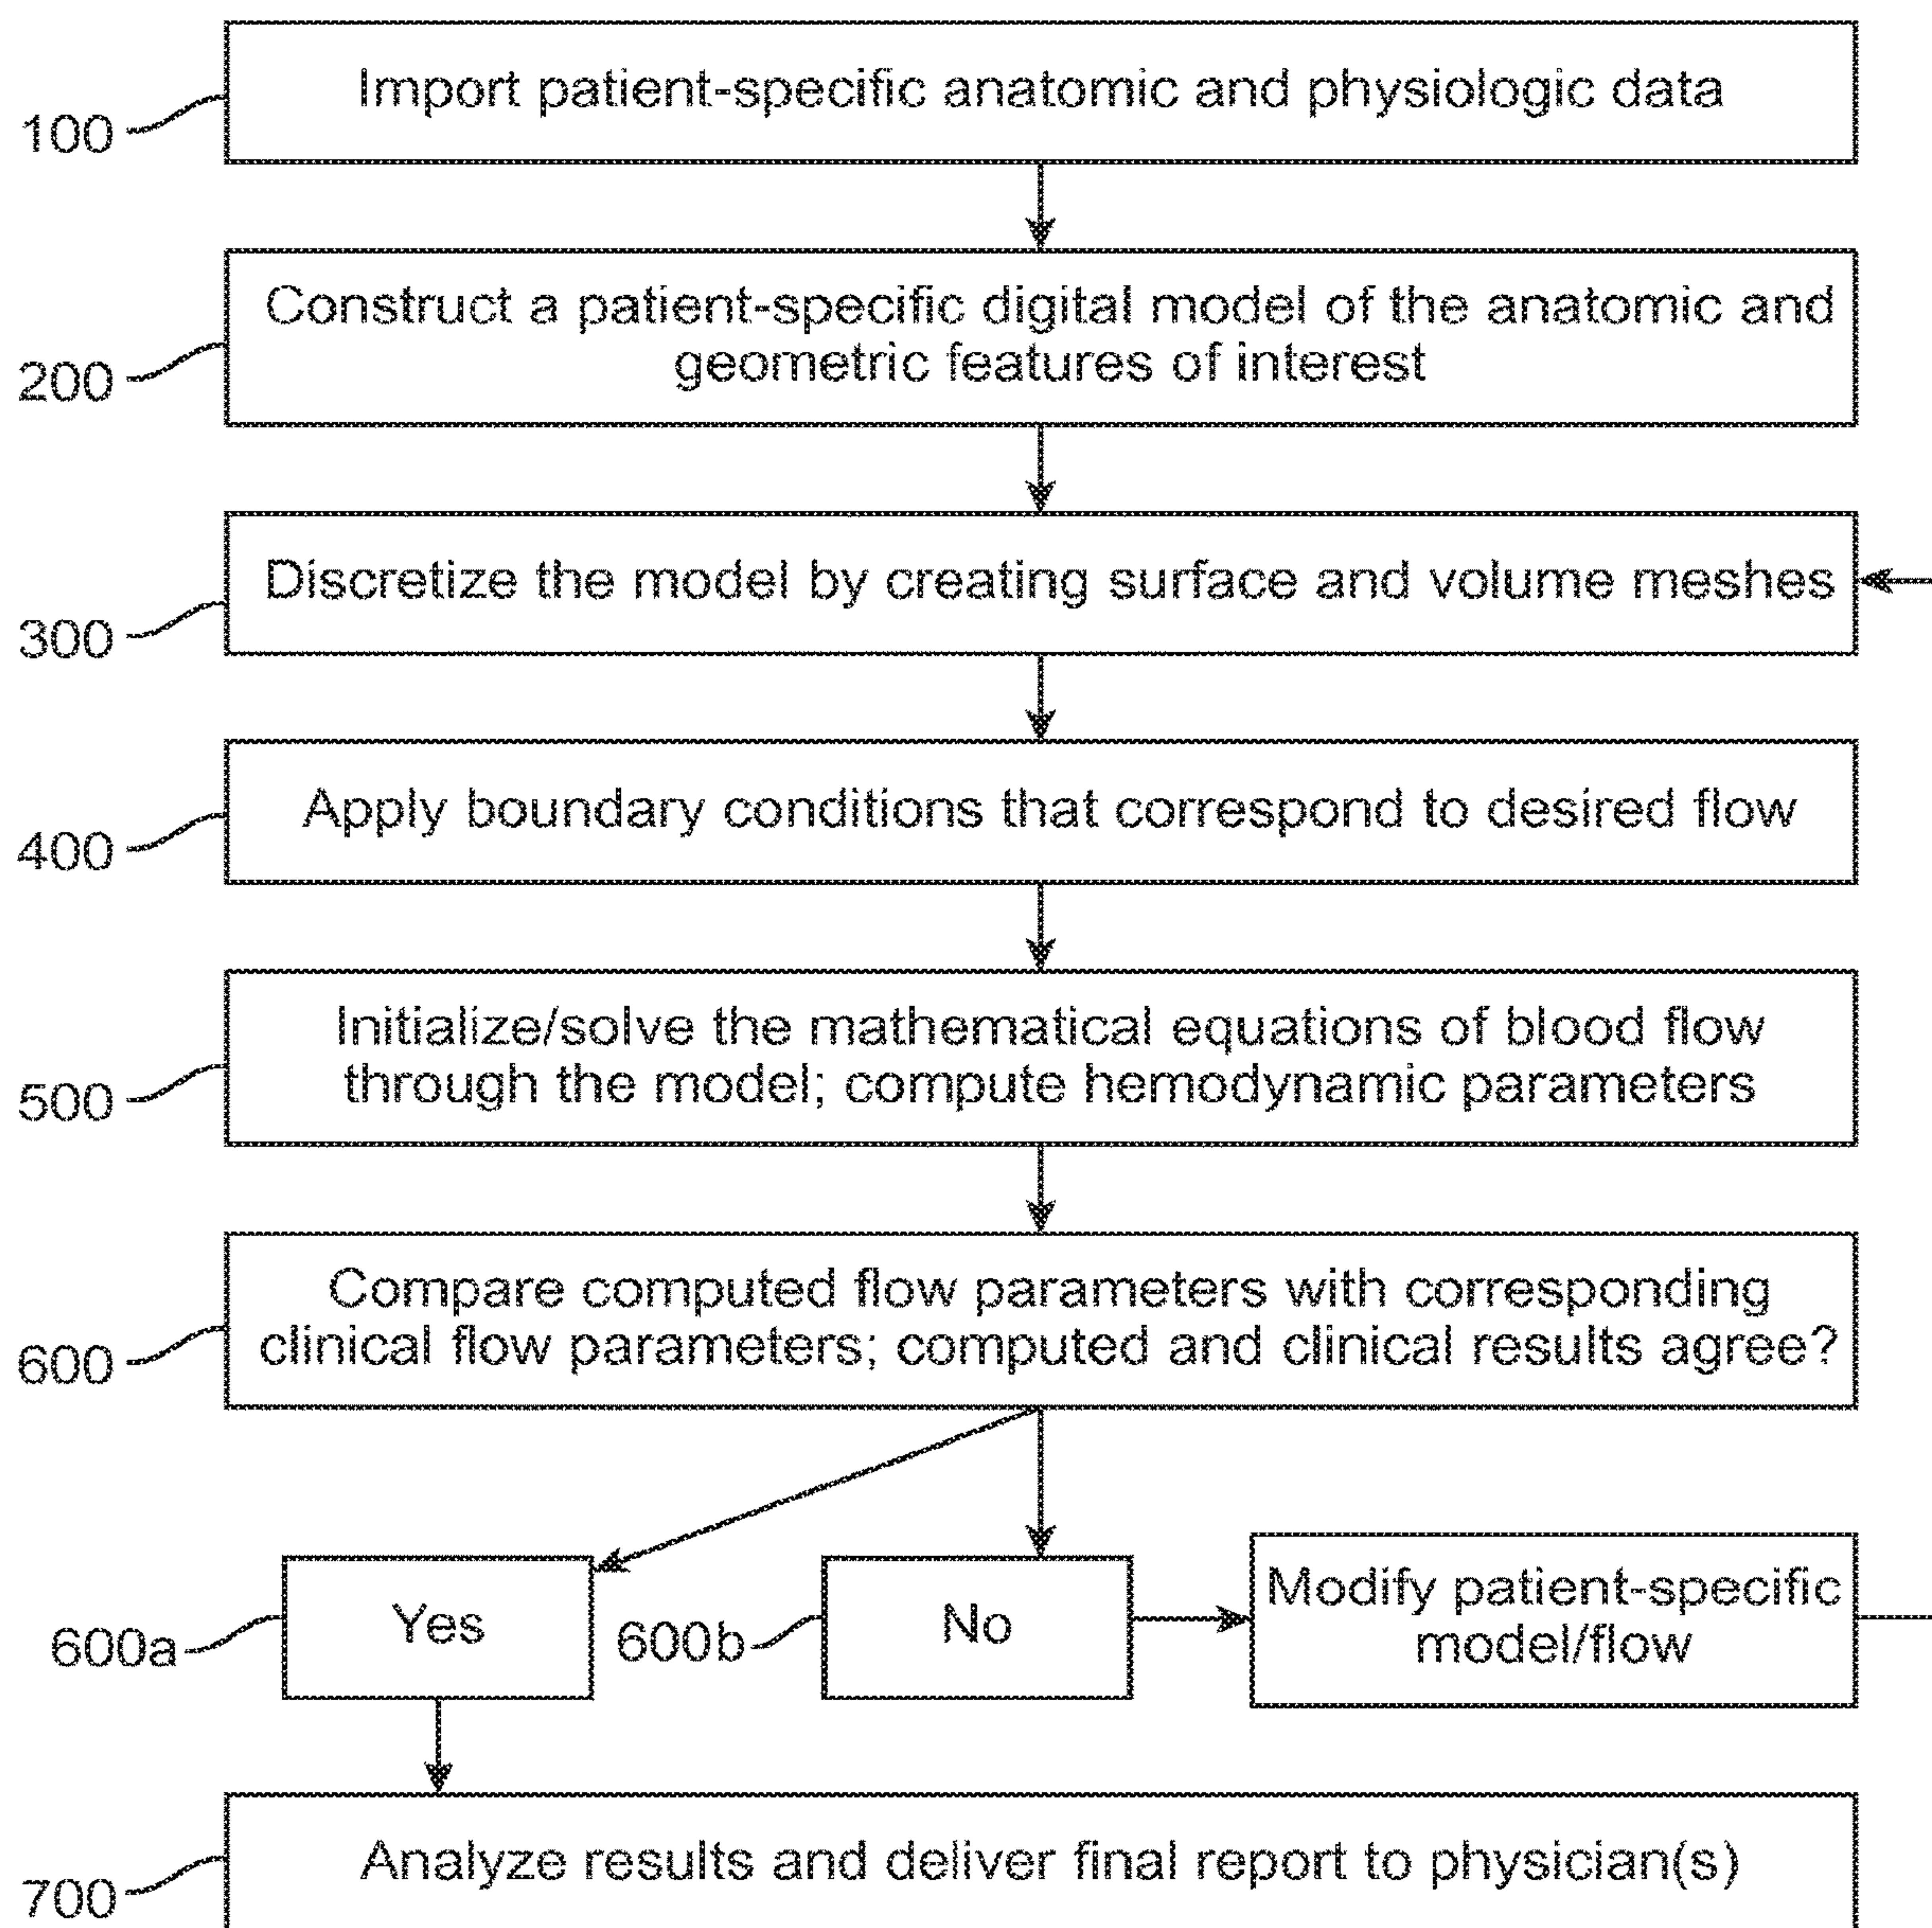 Import patient-specific anatomic and physiologic data
100
Construct a patient-specific digital model of the anatomic and
geometric features of interest
200
Discretize the model by creating surface and volume meshes
300
Apply boundary conditions that correspond to desired flow
400
Initialize/solve the mathematical equations of blood flow
through the model; compute hemodynamic parameters
500
Compare computed flow parameters with corresponding
clinical flow parameters; computed and clinical results agree?
600
Yes
600a
No
600b
Modify patient-specific
model/flow
Analyze results and deliver final report to physician(s)
700